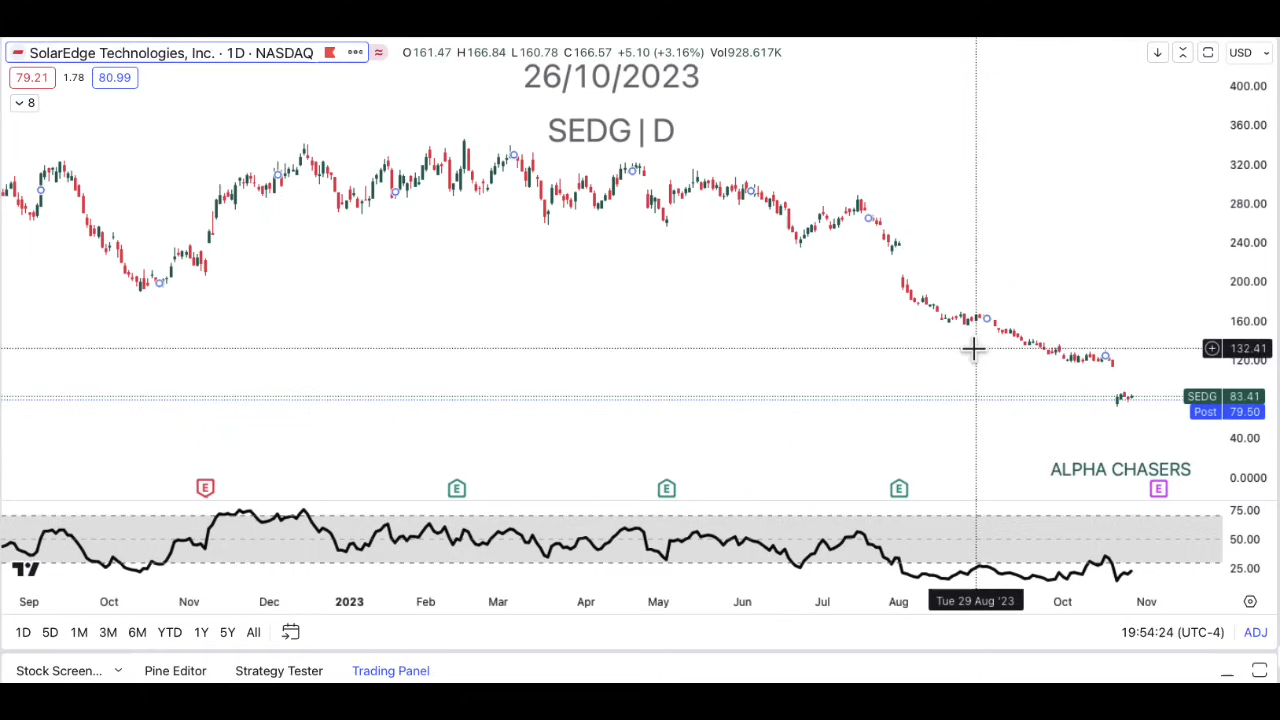 SolarEdge Technologies, Inc. · 1D · NASDAQ O161.47 H166.84 L160.78 C166.57 +5.10 (+3.16%) Vol928.617K USD
79.21 1.78 80.99
26/10/2023
8
SEDG | D
400.00
360.00
320.00
280.00
240.00
200.00
160.00
132.41
120.00
SEDG 83.41
Post 79.50
40.00
ALPHA CHASERS
0.0000
E E E E E
75.00
50.00
25.00
Sep Oct Nov Dec 2023 Feb Mar Apr May Jun Jul Aug Tue 29 Aug '23 Oct Nov
1D 5D 1M 3M 6M YTD 1Y 5Y All 19:54:24 (UTC-4) ADJ
Stock Screen... Pine Editor Strategy Tester Trading Panel